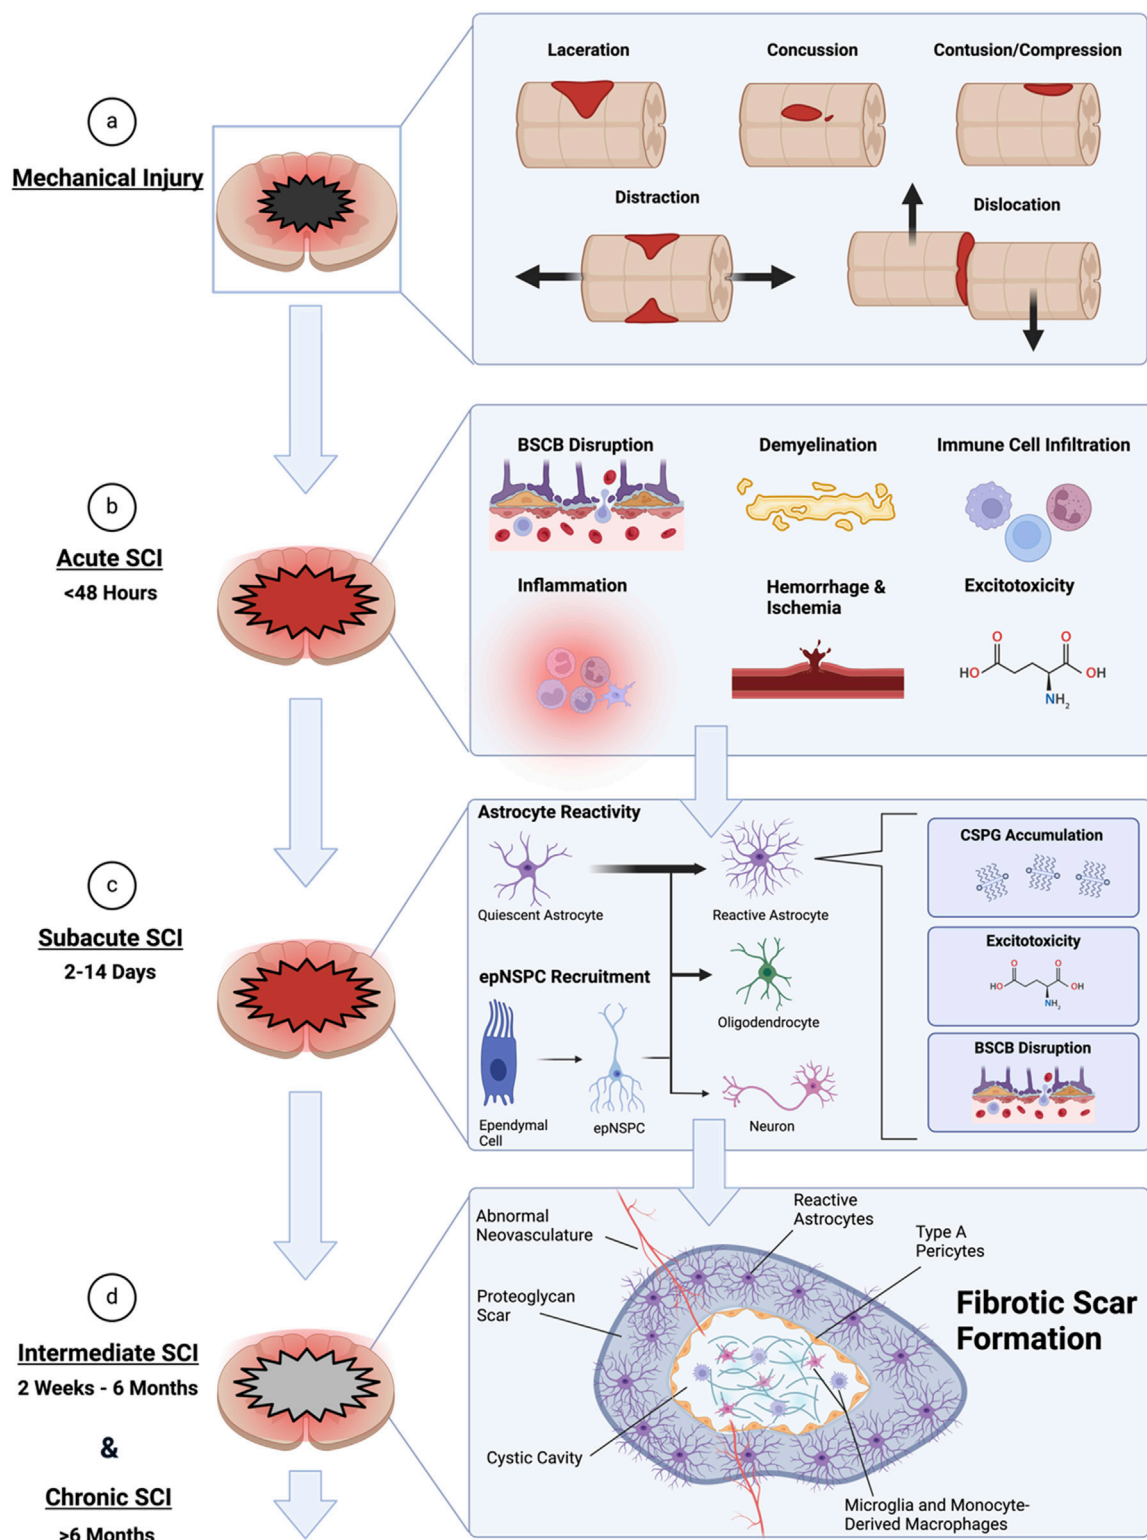 a
Mechanical Injury
Laceration
Concussion
Contusion/Compression
Distraction
Dislocation
b
Acute SCI
<48 Hours
BSCB Disruption
Demyelination
Immune Cell Infiltration
Inflammation
Hemorrhage &
Ischemia
Excitotoxicity
O
O
HO
OH
NH2
c
Subacute SCI
2-14 Days
Astrocyte Reactivity
Quiescent Astrocyte
Reactive Astrocyte
epNSPC Recruitment
Oligodendrocyte
Ependymal
Cell
epNSPC
Neuron
CSPG Accumulation
Excitotoxicity
O
O
HO
OH
NH2
BSCB Disruption
d
Intermediate SCI
2 Weeks - 6 Months
&
Chronic SCI
>6 Months
Abnormal
Neovasculature
Reactive
Astrocytes
Type A
Pericytes
Proteoglycan
Scar
Fibrotic Scar
Formation
Cystic Cavity
Microglia and Monocyte-
Derived Macrophages